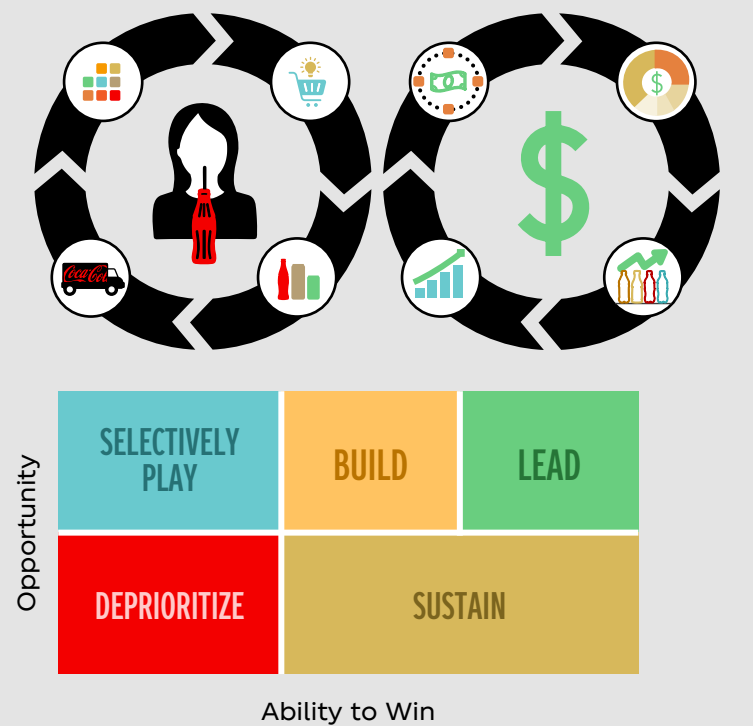 $
Coca-Cola
SELECTIVELY
PLAY
BUILD
LEAD
Opportunity
DEPRIORITIZE
SUSTAIN
Ability to Win